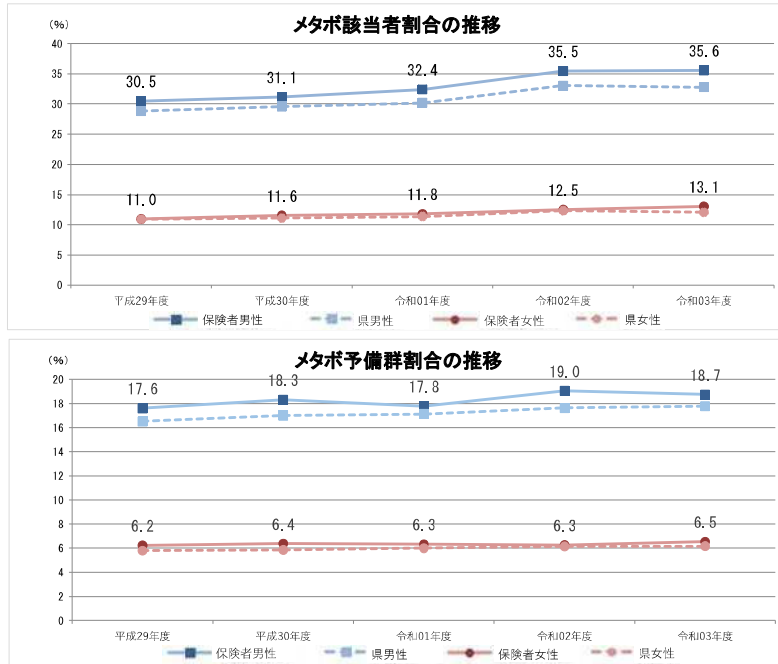 メタボ該当者割合の推移
(%)
40
35
30
25
20
15
10
5
0
30.5 31.1 32.4 35.5 35.6
11.0 11.6 11.8 12.5 13.1
平成29年度 平成30年度 令和01年度 令和02年度 令和03年度
保険者男性 県男性 保険者女性 県女性
メタボ予備群割合の推移
(%)
20
18
16
14
12
10
8
6
4
2
0
17.6 18.3 17.8 19.0 18.7
6.2 6.4 6.3 6.3 6.5
平成29年度 平成30年度 令和01年度 令和02年度 令和03年度
保険者男性 県男性 保険者女性 県女性